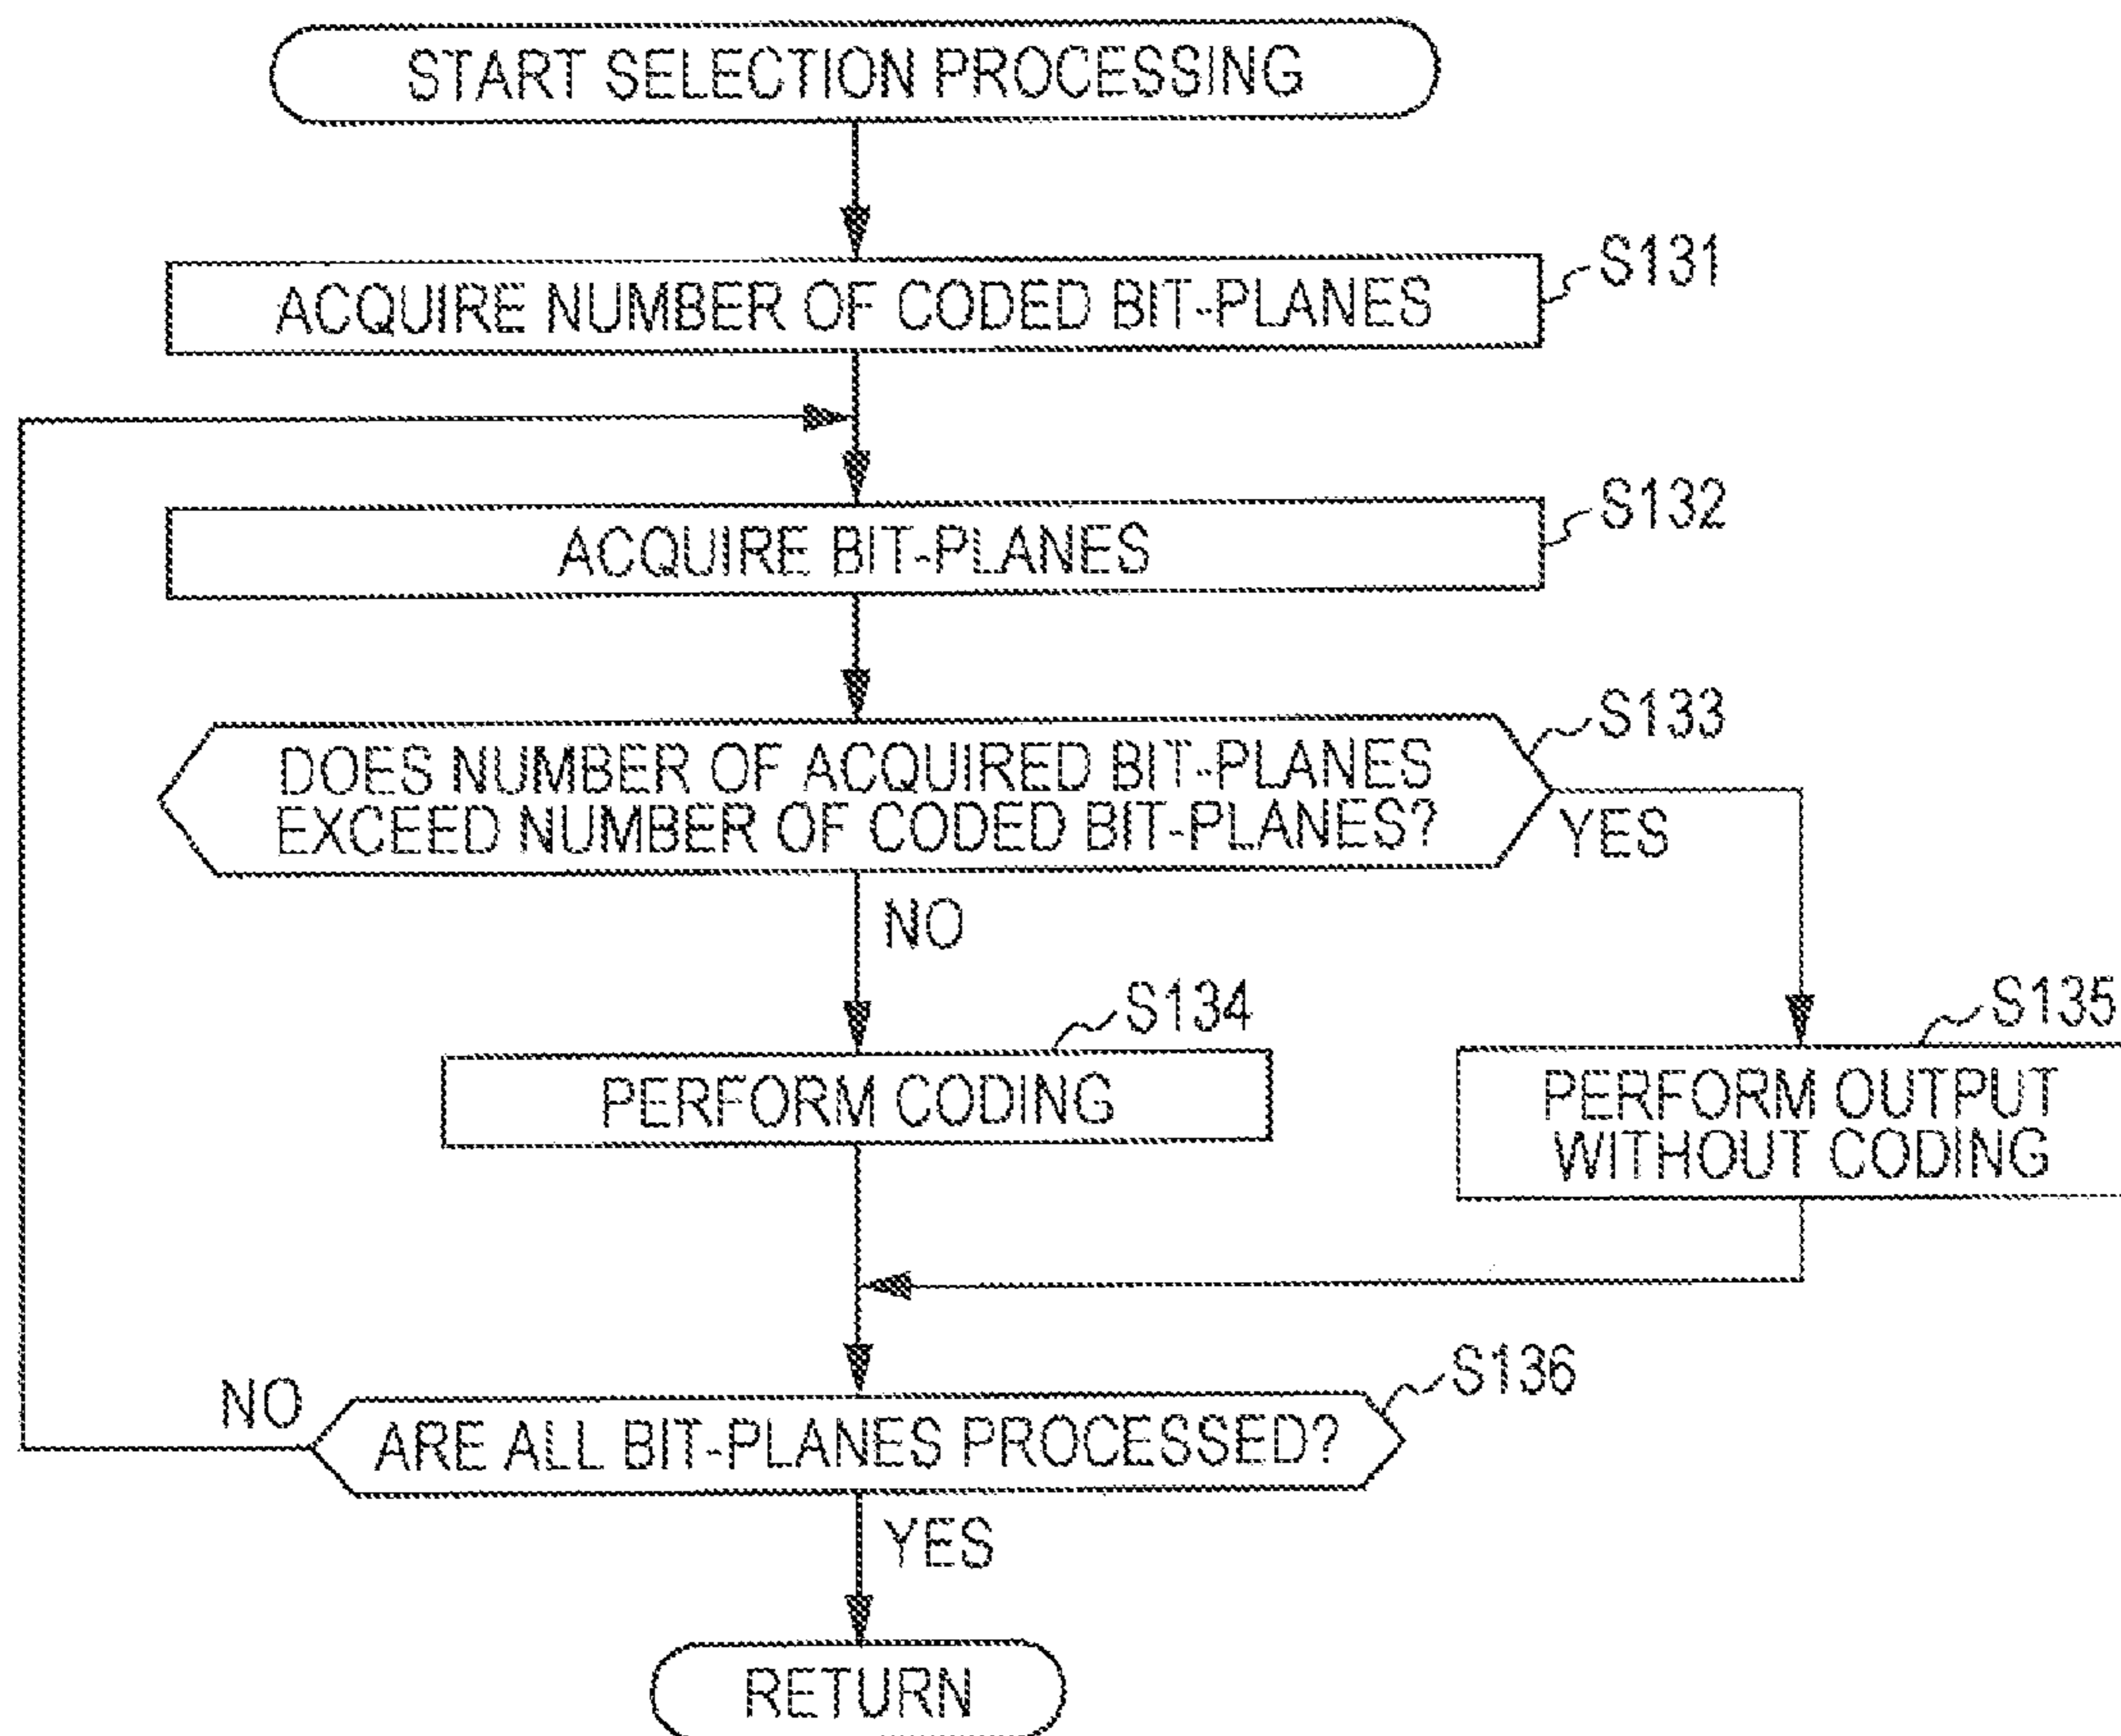 START SELECTION PROCESSING
S131
ACQUIRE NUMBER OF CODED BIT-PLANES
S132
ACQUIRE BIT-PLANES
S133
DOES NUMBER OF ACQUIRED BIT-PLANES
EXCEED NUMBER OF CODED BIT-PLANES?
YES
NO
S134
S135
PERFORM CODING
PERFORM OUTPUT
WITHOUT CODING
S136
NO
ARE ALL BIT-PLANES PROCESSED?
YES
RETURN